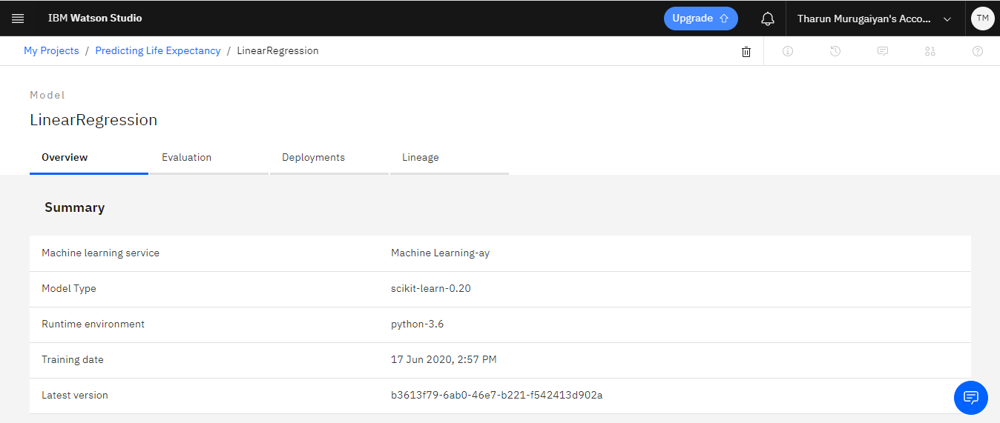 IBM Watson Studio Upgrade Tharun Murugaiyan's Acco... TM
My Projects / Predicting Life Expectancy / LinearRegression
Model
LinearRegression
Overview Evaluation Deployments Lineage
Summary
Machine learning service Machine Learning-ay
Model Type scikit-learn-0.20
Runtime environment python-3.6
Training date 17 Jun 2020, 2:57 PM
Latest version b3613f79-6ab0-46e7-b221-f542413d902a